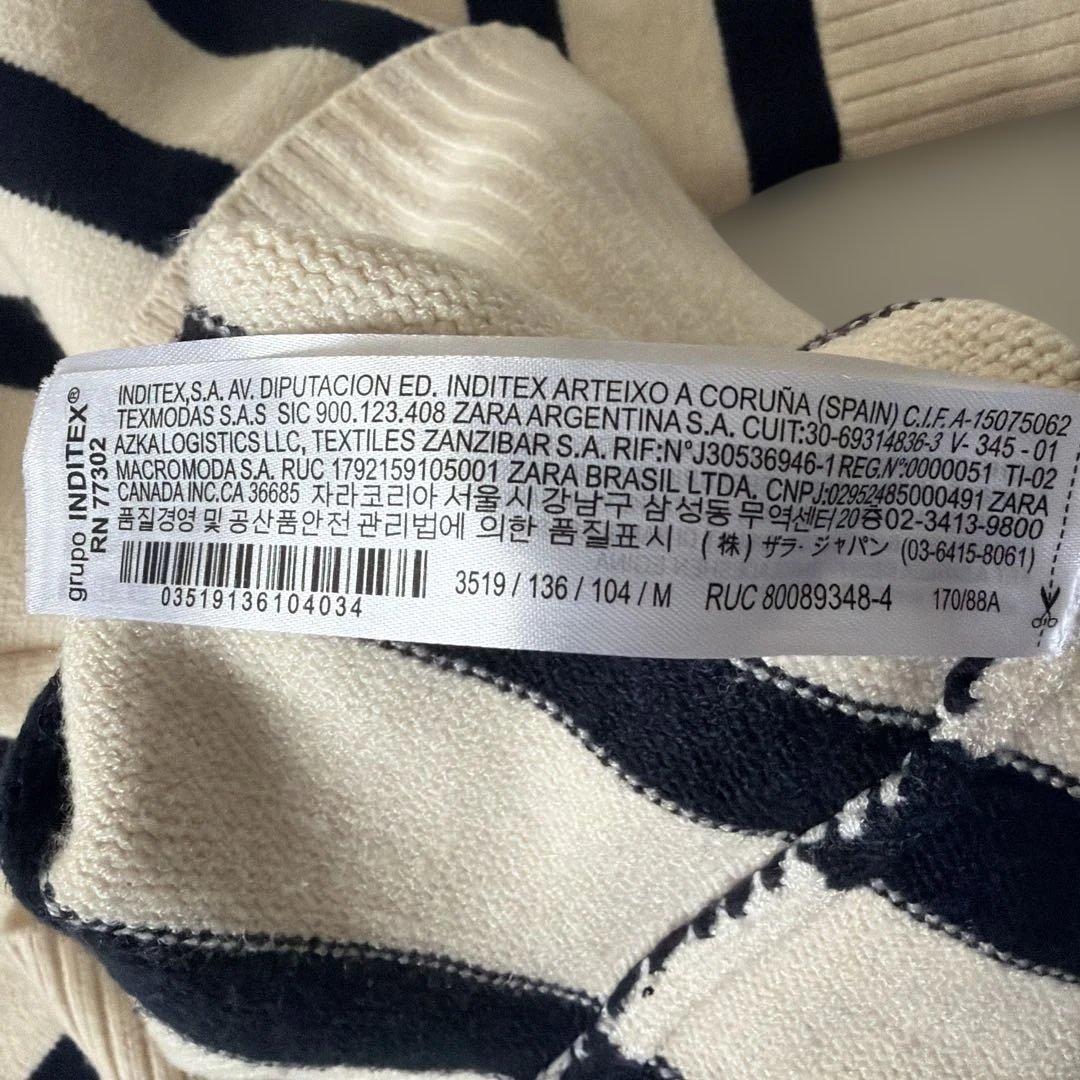 grupo INDITEX®
RN 77302
INDITEX,S.A. AV. DIPUTACION ED. INDITEX ARTEIXO A CORUÑA (SPAIN) C.I.F. A-15075062
TEXMODAS S.A.S SIC 900.123.408 ZARA ARGENTINA S.A. CUIT:30-69314836-3 V- 345 - 01
AZKALOGISTICS LLC, TEXTILES ZANZIBAR S.A. RIF:N°J30536946-1 REG.Nº:0000051 TI-02
MACROMODA S.A. RUC 1792159105001 ZARA BRASIL LTDA. CNPJ:02952485000491 ZARA
CANADA INC.CA 36685 자라코리아 서울시 강남구 삼성동 무역센터 20층 02-3413-9800
품질경영 및 공산품안전 관리법에 의한 품질표시 (株) ザラ・ジャパン (03-6415-8061)
03519136104034
3519 / 136 / 104 / M RUC 80089348-4 170/88A